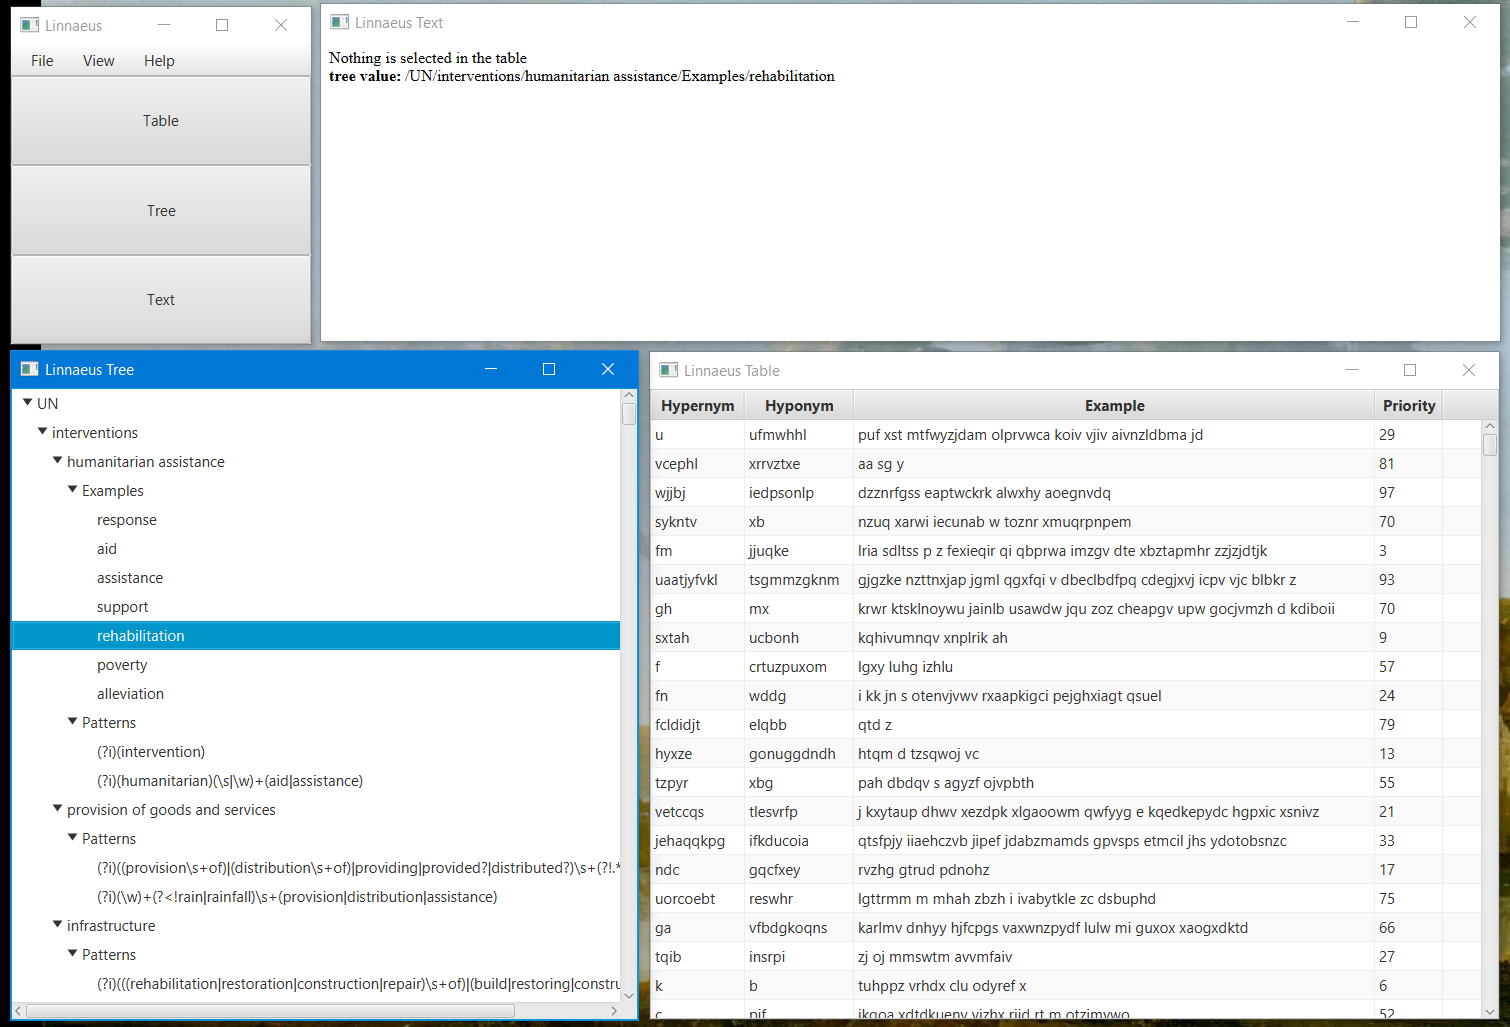 Linnaeus
File View Help
Table
Tree
Text
Linnaeus Text
Nothing is selected in the table
tree value: /UN/interventions/humanitarian assistance/Examples/rehabilitation
Linnaeus Tree
UN
interventions
humanitarian assistance
Examples
response
aid
assistance
support
rehabilitation
poverty
alleviation
Patterns
(?i)(intervention)
(?i)(humanitarian)(\s|\w)+(aid|assistance)
provision of goods and services
Patterns
(?i)((provision\s+of)|(distribution\s+of)|providing|provided?|distributed?)\s+(?!.*
(?i)(\w)+(?<!rain|rainfall)\s+(provision|distribution|assistance)
infrastructure
Patterns
(?i)(((rehabilitation|restoration|construction|repair)\s+of)|(build|restoring|constru
Linnaeus Table
Hypernym Hyponym Example Priority
u ufmwhhl puf xst mtfwyzjdam olprvwca koiv vjiv aivnzldbma jd 29
vcephl xrrvztxe aa sg y 81
wjjbj iedpsonlp dzznrfgss eaptwckrk alwxhy aoegnvdq 97
sykntv xb nzuq xarwi iecunab w toznr xmuqrpnpem 70
fm jjuqke lria sdltss p z fexieqir qi qbprwa imzgv dte xbztapmhr zzjzjdtjk 3
uaatjyfvkl tsgmmzgknm gjgzke nzttnxjap jgml qgxfqi v dbeclbdfpq cdegjxvj icpv vjc blbkr z 93
gh mx krwr ktsklnoywu jainlb usawdw jqu zoz cheapgv upw gocjvmzh d kdiboii 70
sxtah ucbonh kqhivumnqv xnplrik ah 9
f crtuzpuxom lgxy luhg izhlu 57
fn wddg i kk jn s otenvjvwv rxaapkigci pejghxiagt qsuel 24
fcldidjt elqbb qtd z 79
hyxze gonuggdndh htqm d tzsqwoj vc 13
tzpyr xbg pah dbdqv s agyzf ojvpbth 55
vetccqs tlesvrfp j kxytaup dhwv xezdpk xlgaoowm qwfyyg e kqedkepydc hgpxic xsnivz 21
jehaqqkpg ifkducoia qtsfpjy iiaehczvb jipef jdabzmamds gpvsps etmcil jhs ydotobsnzc 33
ndc gqcfxey rvzhg gtrud pdnohz 17
uorcoebt reswhr lgttrmm m mhah zbzh i ivabytkle zc dsbuphd 75
ga vfbdgkoqns karlmv dnhyy hjfcpgs vaxwnzpydf lulw mi guxox xaogxdktd 66
tqib insrpi zj oj mmswtm avvmfaiv 27
k b tuhppz vrhdx clu odyref x 6
c 52